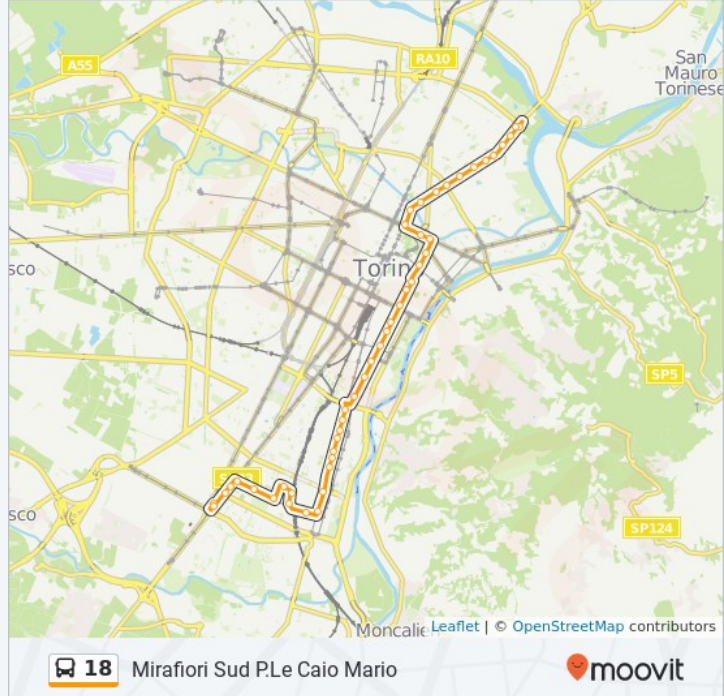 A55
RA10
San
Mauro
Torinese
sco
Torin
SP5
sco
SP124
Moncalie
Leaflet | © OpenStreetMap contributors
18 Mirafiori Sud P.Le Caio Mario
moovit